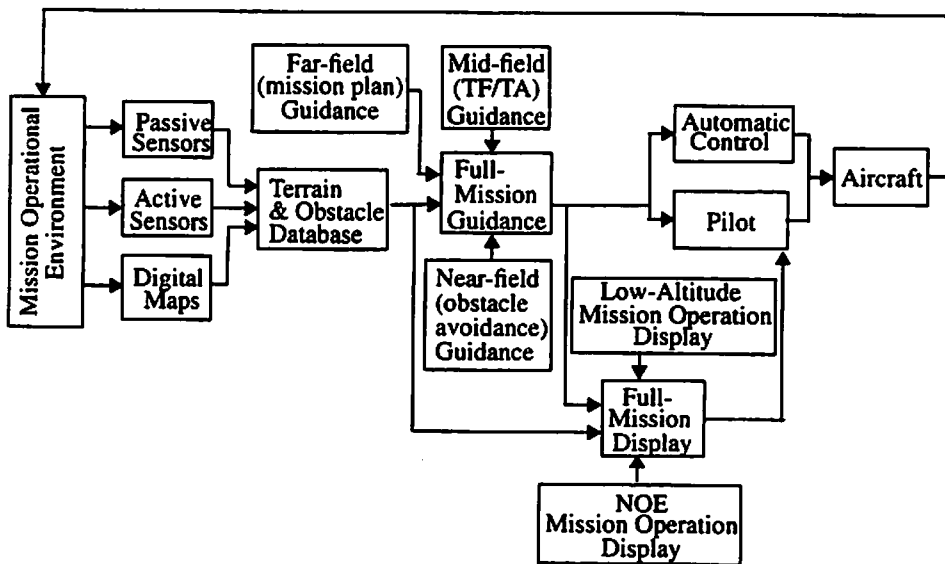 Mission Operational
Environment
Passive
Sensors
Active
Sensors
Digital
Maps
Terrain
& Obstacle
Database
Far-field
(mission plan)
Guidance
Mid-field
(TF/TA)
Guidance
Full-
Mission
Guidance
Near-field
(obstacle
avoidance)
Guidance
Automatic
Control
Pilot
Aircraft
Low-Altitude
Mission Operation
Display
Full-
Mission
Display
NOE
Mission Operation
Display